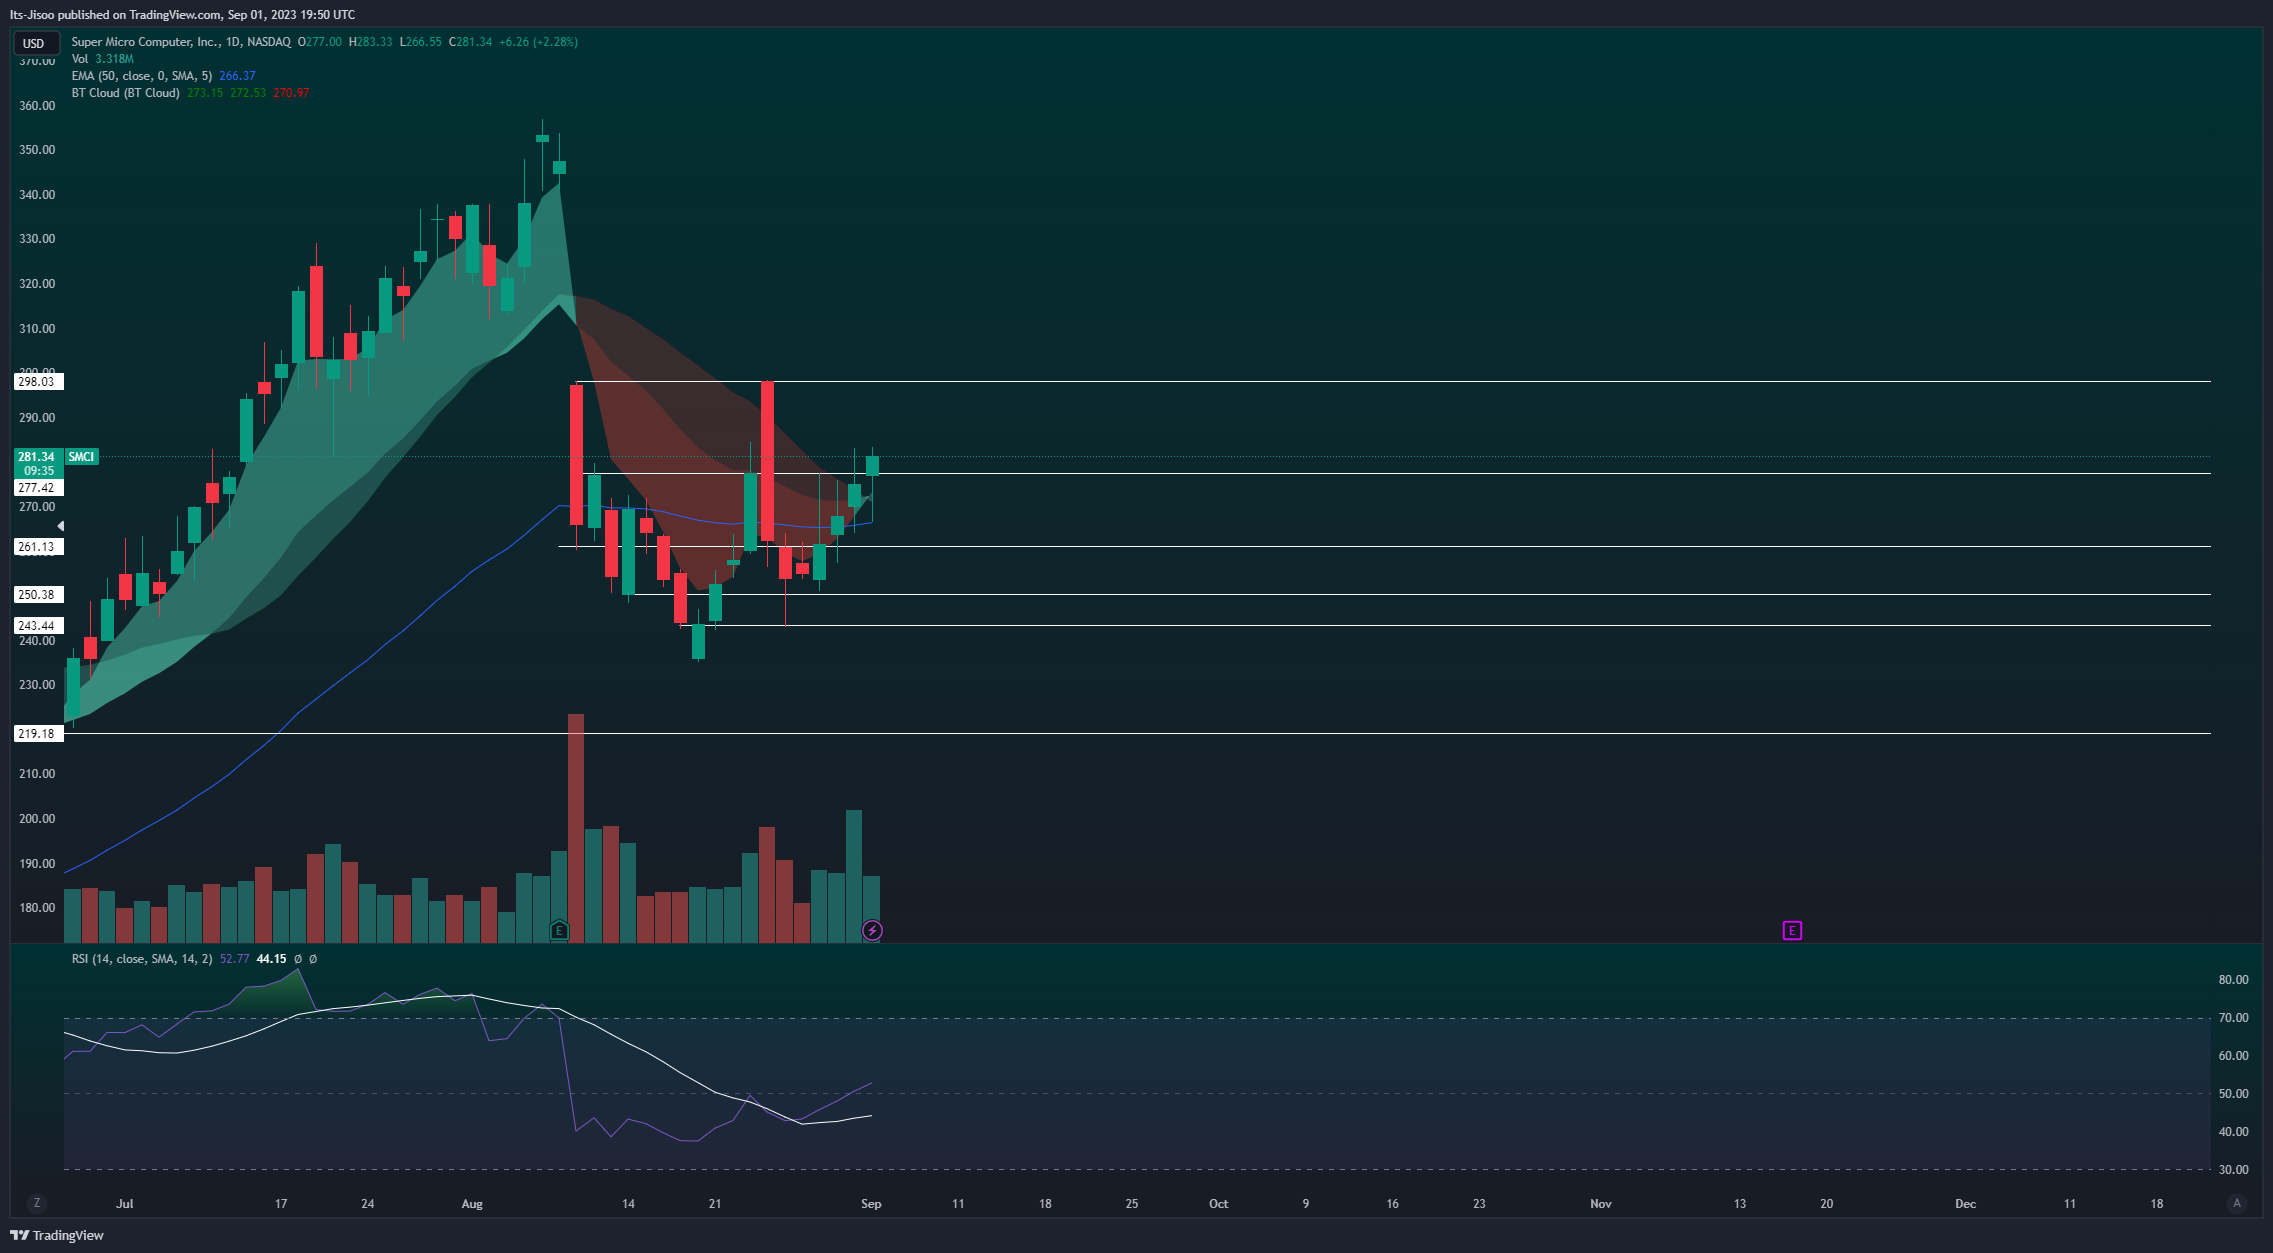 Its-Jisoo published on TradingView.com, Sep 01, 2023 19:50 UTC
USD
Super Micro Computer, Inc., 1D, NASDAQ O277.00 H283.33 L266.55 C281.34 +6.26 (+2.28%)
Vol 3.318M
EMA (50, close, 0, SMA, 5) 266.37
BT Cloud (BT Cloud) 273.15 272.53 270.97
370.00
360.00
350.00
340.00
330.00
320.00
310.00
300.00
298.03
290.00
281.34 SMCI
09:35
277.42
270.00
261.13
250.38
243.44
240.00
230.00
219.18
210.00
200.00
190.00
180.00
E
E
RSI (14, close, SMA, 14, 2) 52.77 44.15 Ø Ø
80.00
70.00
60.00
50.00
40.00
30.00
Z Jul 17 24 Aug 14 21 Sep 11 18 25 Oct 9 16 23 Nov 13 20 Dec 11 18 A
TradingView